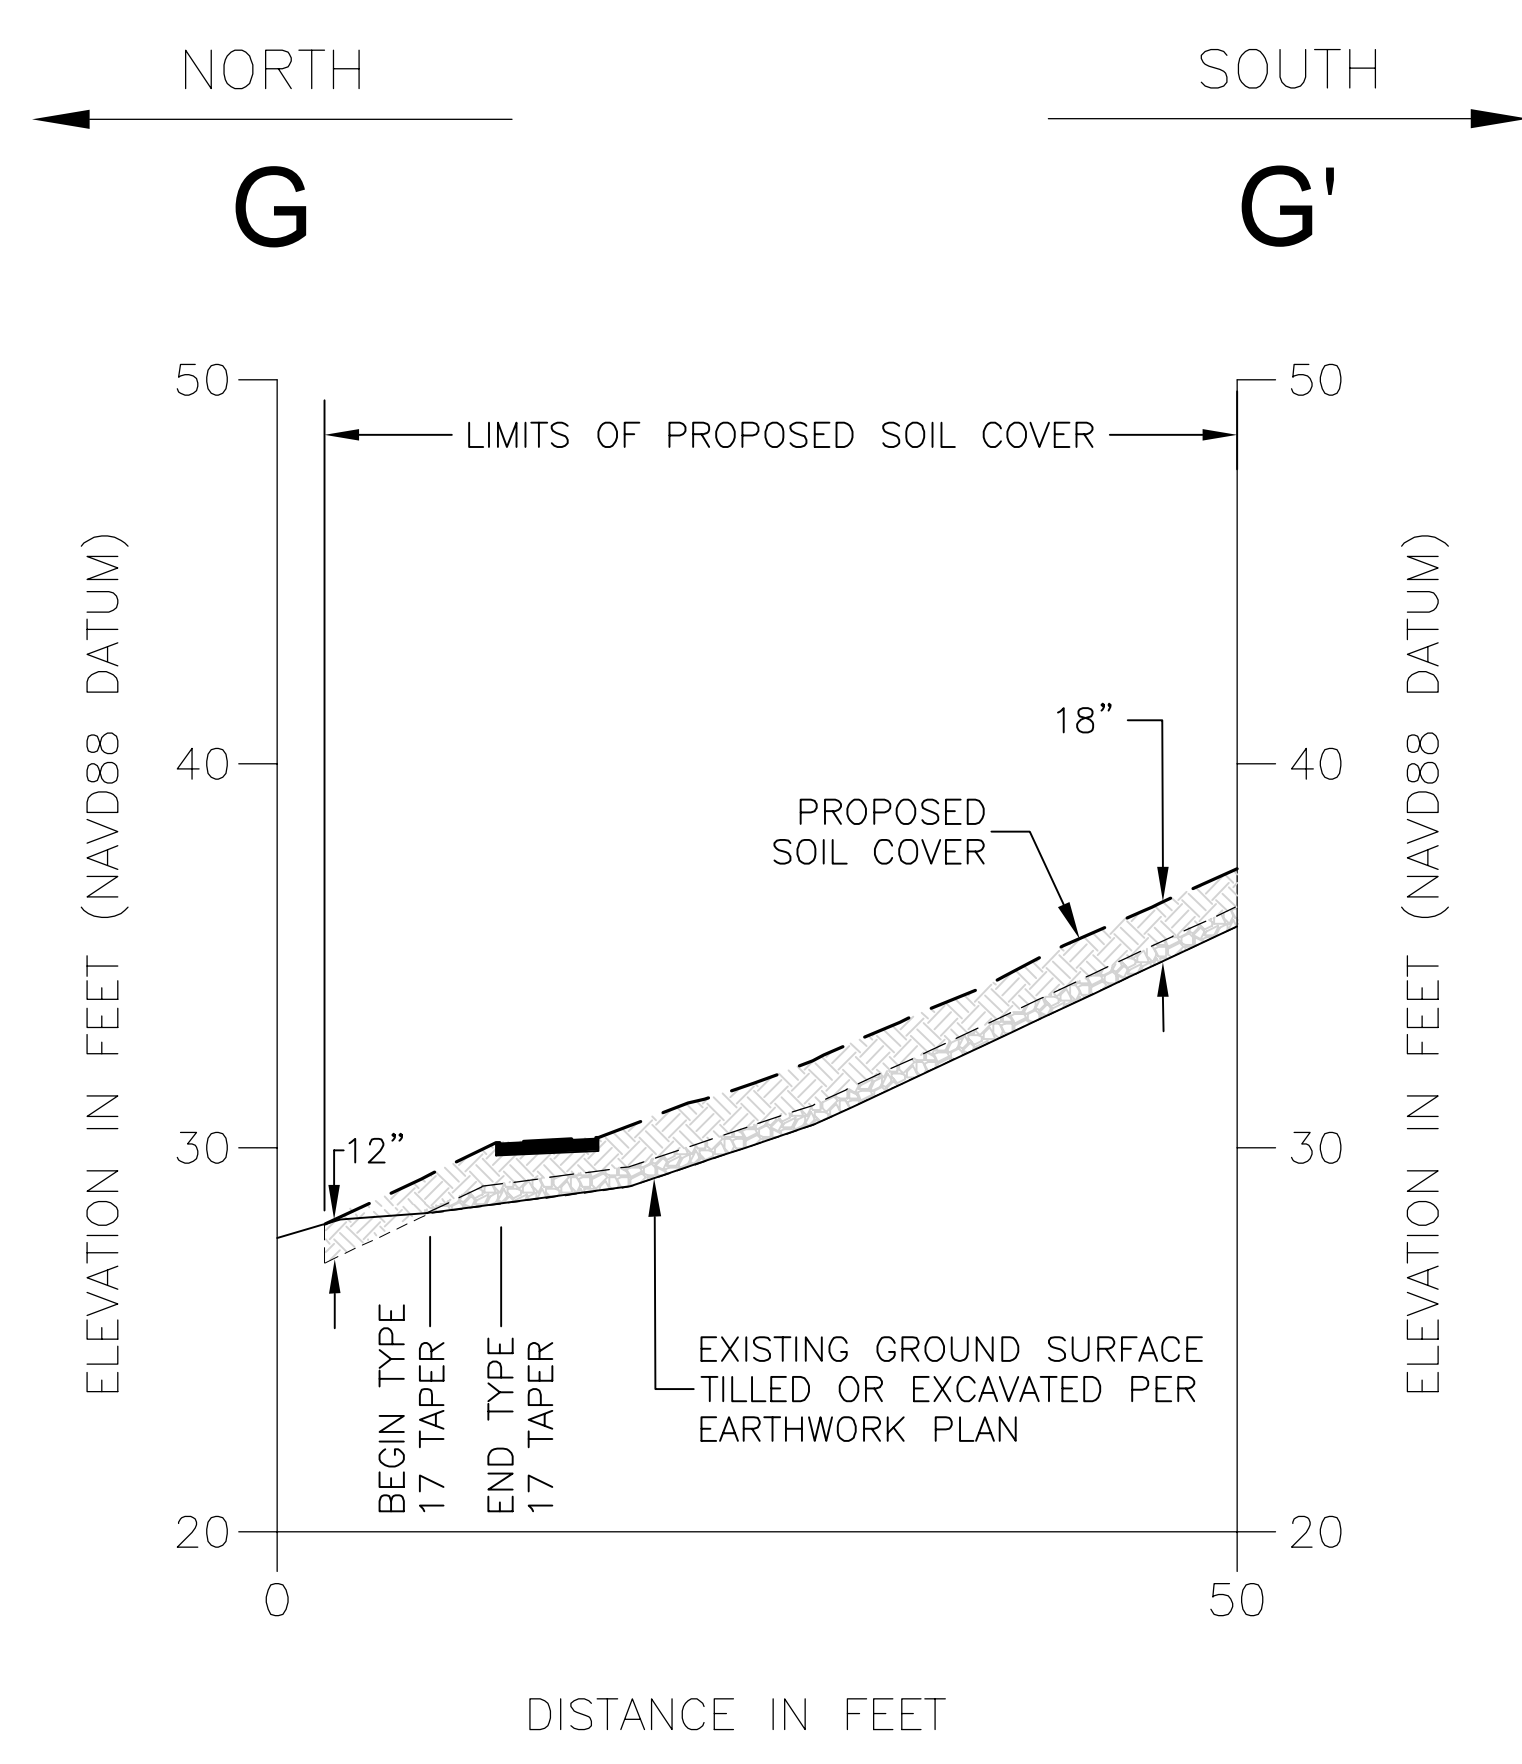 NORTH
SOUTH
G
G'
50
50
LIMITS OF PROPOSED SOIL COVER
ELEVATION IN FEET (NAVD88 DATUM)
ELEVATION IN FEET (NAVD88 DATUM)
18”
40
40
PROPOSED
SOIL COVER
12”
30
30
BEGIN TYPE
17 TAPER
END TYPE
17 TAPER
EXISTING GROUND SURFACE
TILLED OR EXCAVATED PER
EARTHWORK PLAN
20
20
0
50
DISTANCE IN FEET